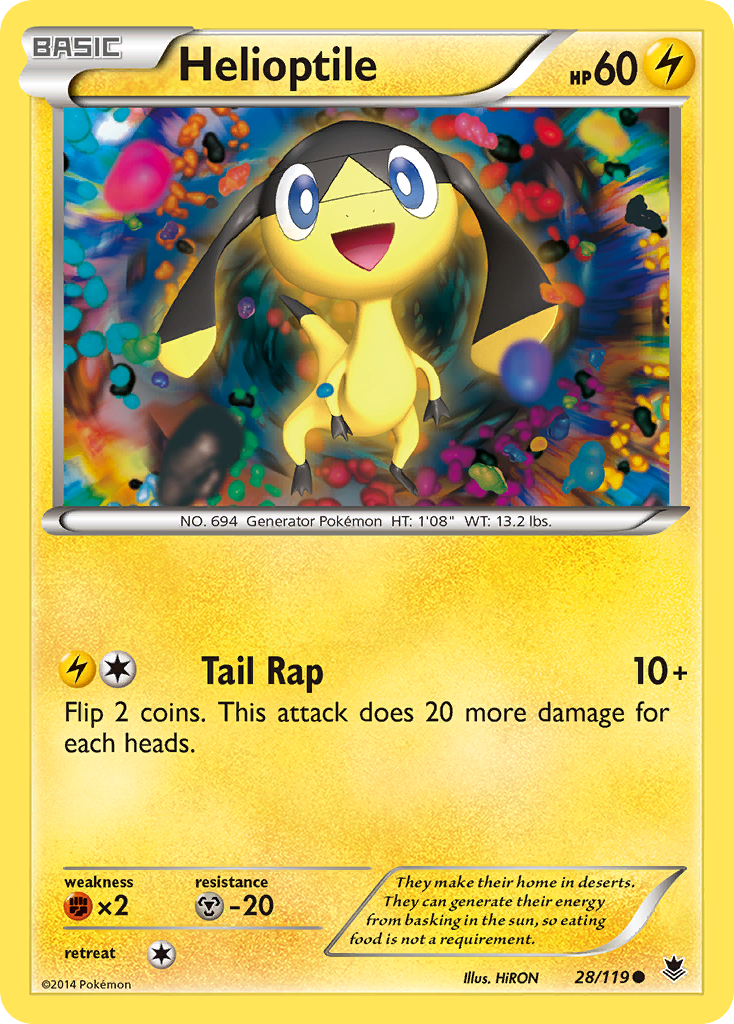 BASIC
Helioptile
HP60
NO. 694 Generator Pokémon HT: 1'08" WT: 13.2 lbs.
Tail Rap 10+
Flip 2 coins. This attack does 20 more damage for
each heads.
weakness
×2
resistance
-20
retreat
They make their home in deserts.
They can generate their energy
from basking in the sun, so eating
food is not a requirement.
©2014 Pokémon
Illus. HiRON
28/119